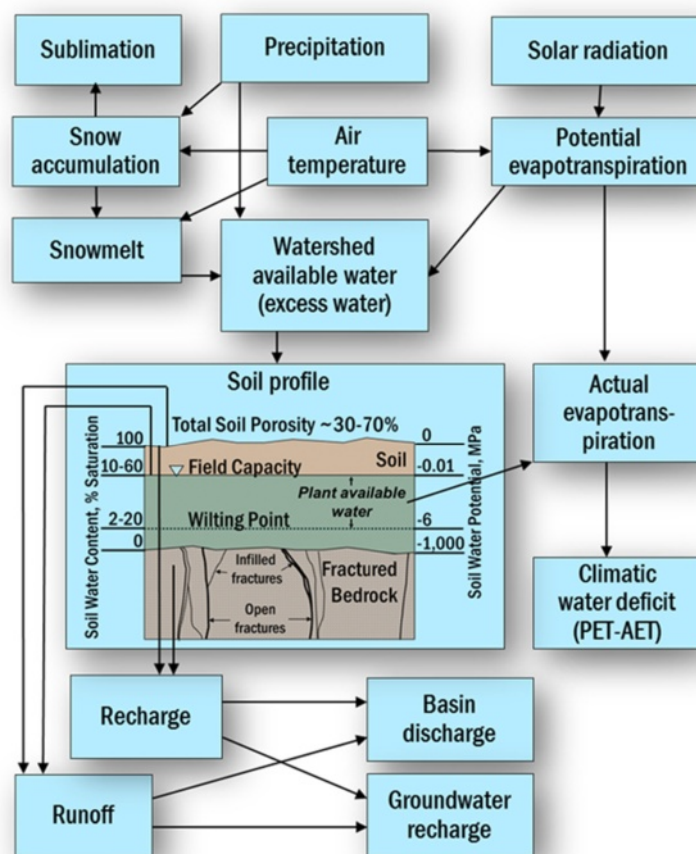 Sublimation
Precipitation
Solar radiation
Snow
accumulation
Air
temperature
Potential
evapotranspiration
Snowmelt
Watershed
available water
(excess water)
Soil profile
Actual
evapotrans-
piration
Total Soil Porosity ~30-70%
Soil Water Content, % Saturation
100
10-60
2-20
0
Field Capacity
Soil
Plant available
water
Wilting Point
0
-0.01
-6
-1,000
Soil Water Potential, MPa
Infilled
fractures
Fractured
Bedrock
Open
fractures
Climatic
water deficit
(PET-AET)
Recharge
Basin
discharge
Runoff
Groundwater
recharge